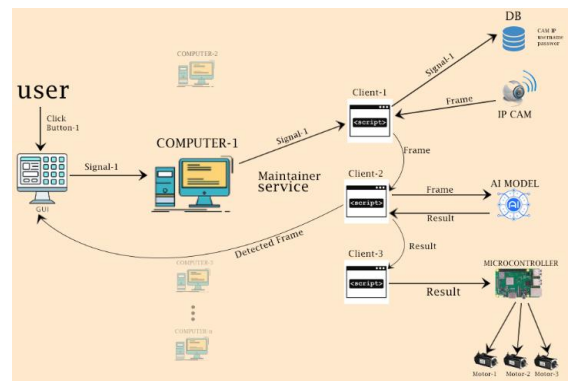 DB
CAM IP
username
passwor
COMPUTER-2
Signal-1
user
Client-1
Frame
IP CAM
<script>
Click
Button-1
COMPUTER-1
Signal-1
Signal-1
Maintainer
service
Frame
Client-2
Frame
AI MODEL
<script>
AI
Result
GUI
Detected Frame
Result
Client-3
MICROCONTROLLER
COMPUTER-3
<script>
Result
Motor-1
Motor-2
Motor-3